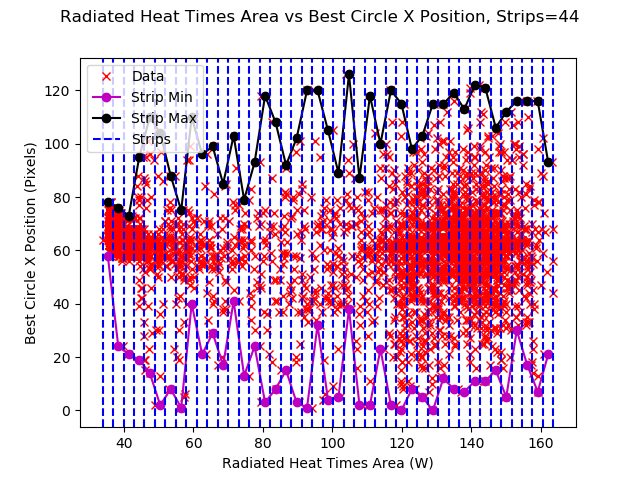 Radiated Heat Times Area vs Best Circle X Position, Strips=44
Data
Strip Min
Strip Max
Strips
120
100
80
60
40
20
0
Best Circle X Position (Pixels)
40 60 80 100 120 140 160
Radiated Heat Times Area (W)